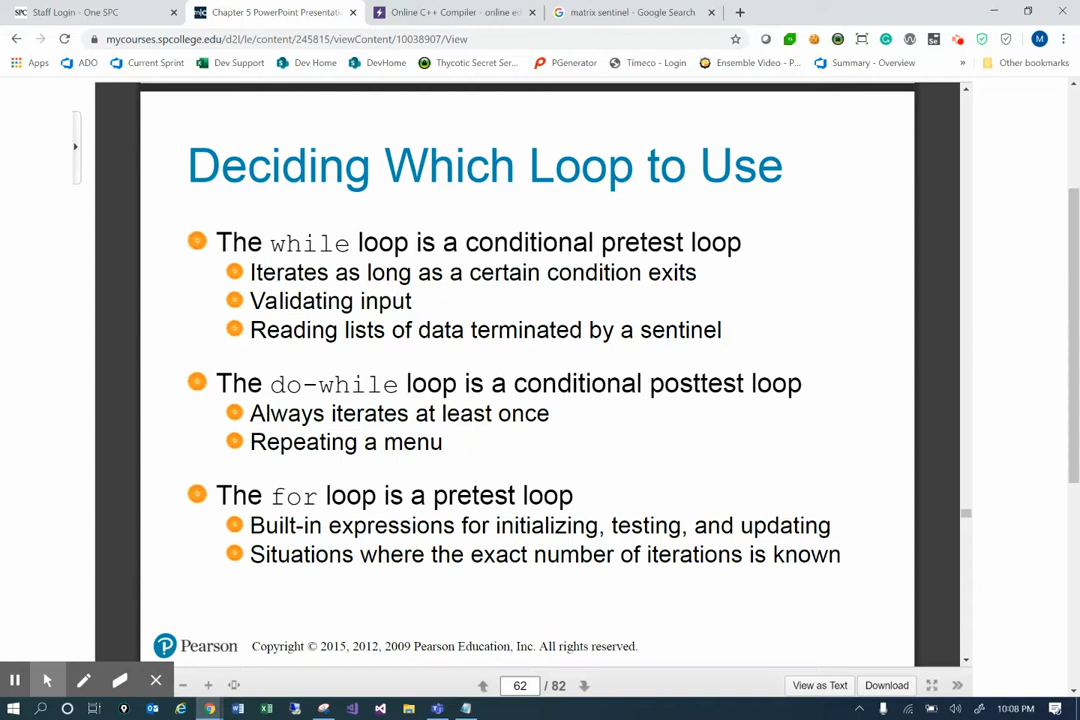 Staff Login - One SPC
Chapter 5 PowerPoint Presentati
Online C++ Compiler - online ed
matrix sentinel - Google Search
mycourses.spcollege.edu/d2l/le/content/245815/viewContent/10038907/View
Apps
ADO
Current Sprint
Dev Support
Dev Home
DevHome
Thycotic Secret Ser...
PGenerator
Timeco - Login
Ensemble Video - P...
Summary - Overview
Other bookmarks
Deciding Which Loop to Use
The while loop is a conditional pretest loop
Iterates as long as a certain condition exits
Validating input
Reading lists of data terminated by a sentinel
The do-while loop is a conditional posttest loop
Always iterates at least once
Repeating a menu
The for loop is a pretest loop
Built-in expressions for initializing, testing, and updating
Situations where the exact number of iterations is known
Pearson Copyright © 2015, 2012, 2009 Pearson Education, Inc. All rights reserved.
62 / 82
View as Text
Download
10:08 PM